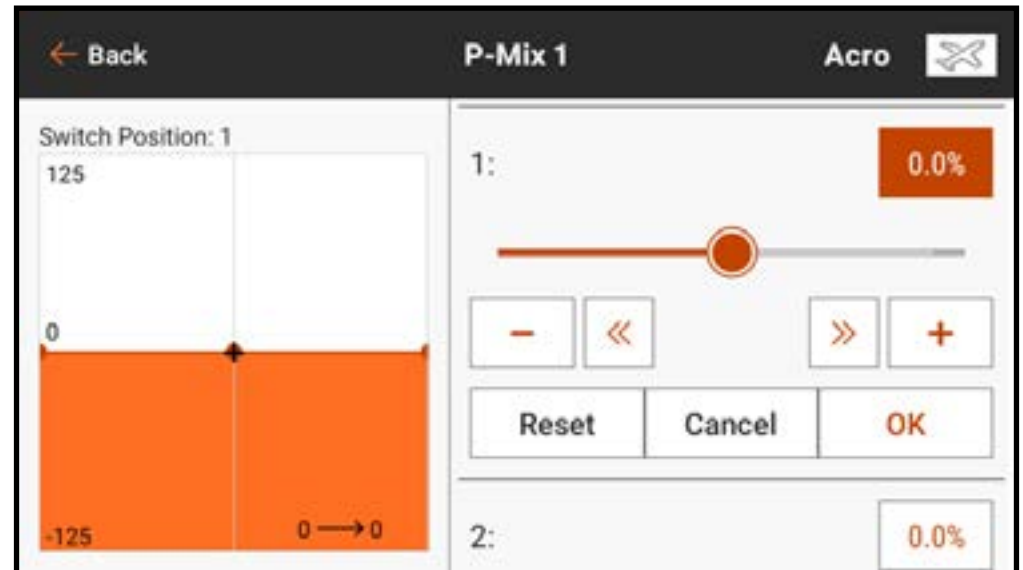 ← Back
P-Mix 1
Acro
Switch Position: 1
125
0
-125
0 → 0
1:
0.0%
− « » +
Reset Cancel OK
2:
0.0%